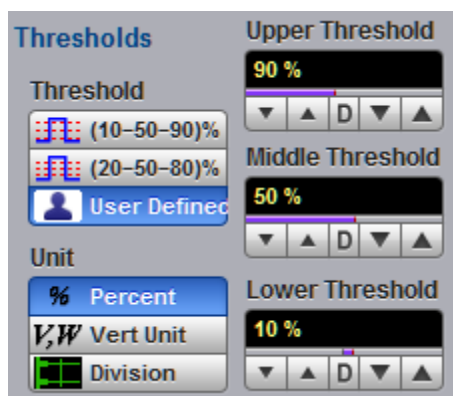 Thresholds
Threshold
(10–50–90)%
(20–50–80)%
User Defined
Unit
% Percent
V,W Vert Unit
Division
Upper Threshold
90 %
D
Middle Threshold
50 %
D
Lower Threshold
10 %
D